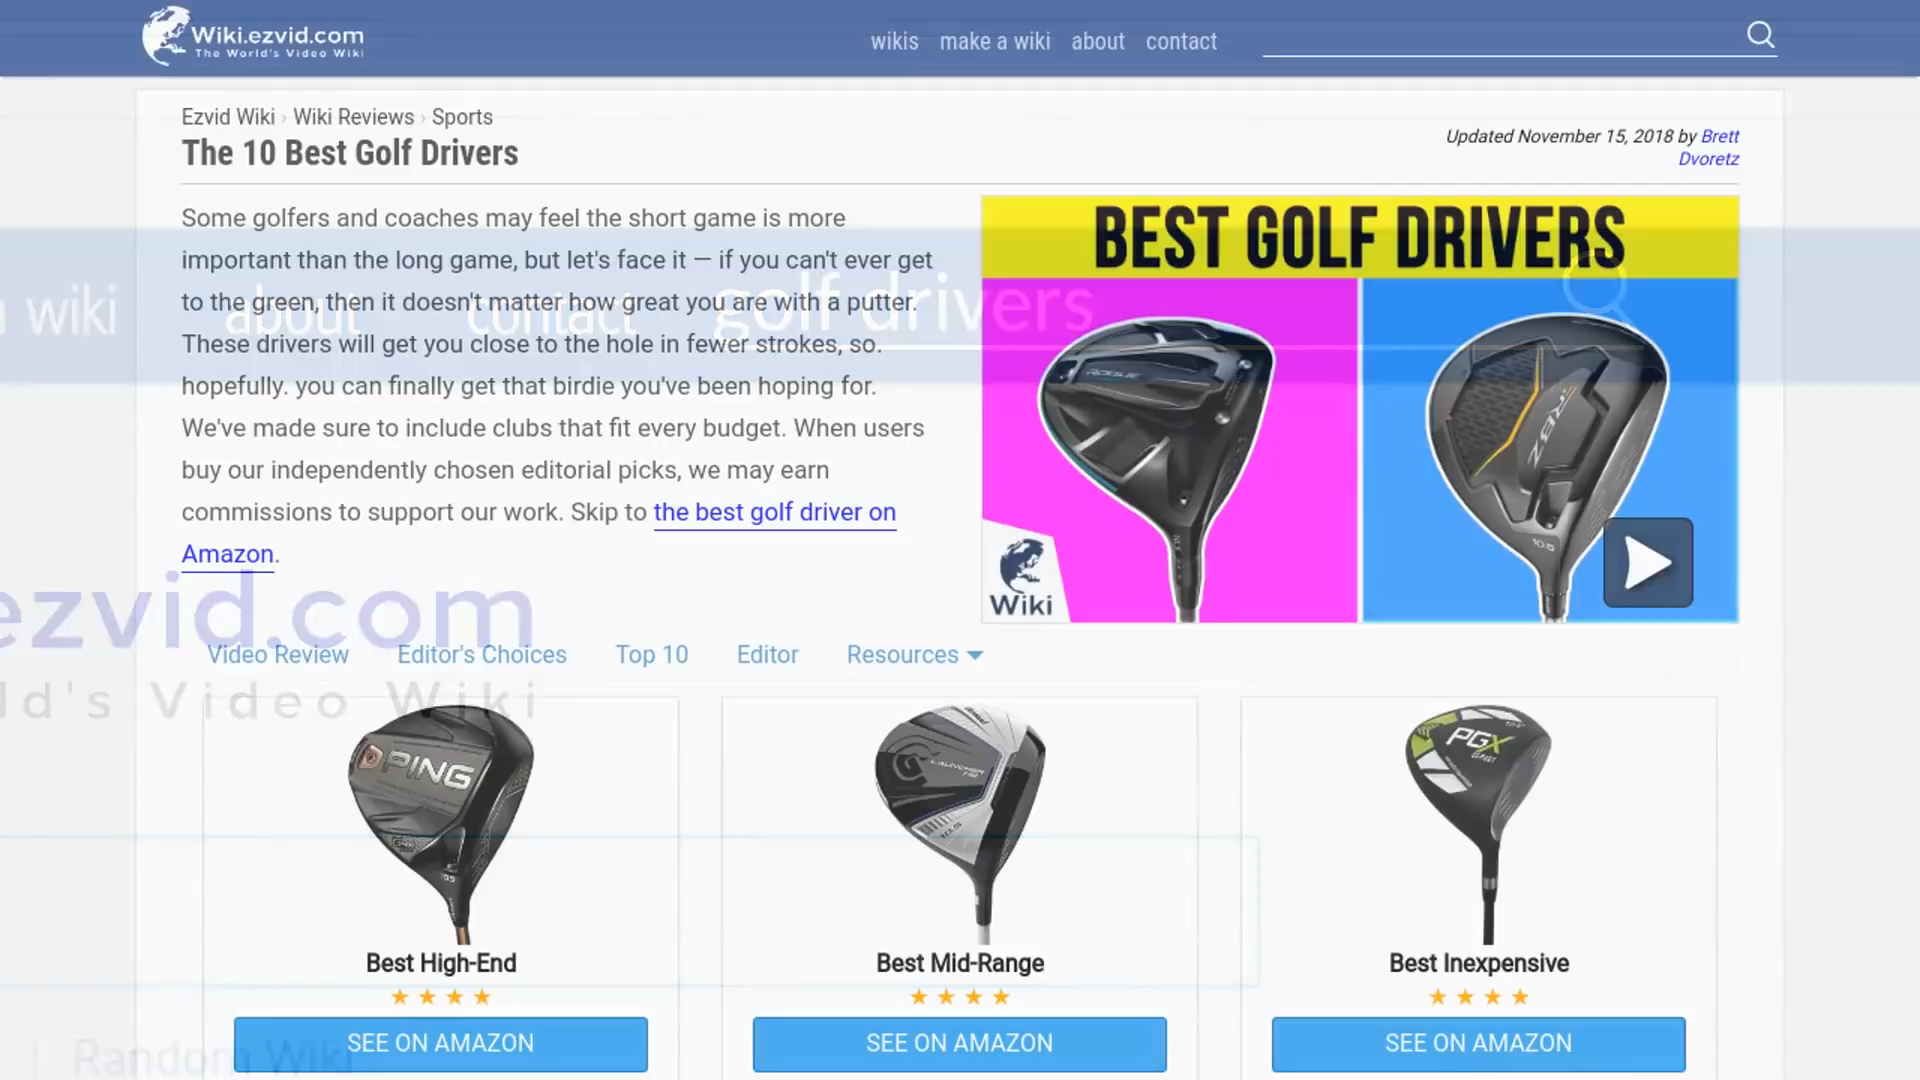 Wiki.ezvid.com
The World's Video Wiki
wikis make a wiki about contact
Ezvid Wiki › Wiki Reviews › Sports
The 10 Best Golf Drivers
Updated November 15, 2018 by Brett
Dvoretz
Some golfers and coaches may feel the short game is more
important than the long game, but let's face it — if you can't ever get
to the green, then it doesn't matter how great you are with a putter.
These drivers will get you close to the hole in fewer strokes, so.
hopefully. you can finally get that birdie you've been hoping for.
We've made sure to include clubs that fit every budget. When users
buy our independently chosen editorial picks, we may earn
commissions to support our work. Skip to the best golf driver on
Amazon.
BEST GOLF DRIVERS
wiki about contact golf drivers
ROGUE
RBZ
10.5
Wiki
ezvid.com
ld's Video Wiki
Video Review Editor's Choices Top 10 Editor Resources
PING
LAUNCHER
HB
PGX
Best High-End
Best Mid-Range
Best Inexpensive
SEE ON AMAZON
SEE ON AMAZON
SEE ON AMAZON
Random Wiki